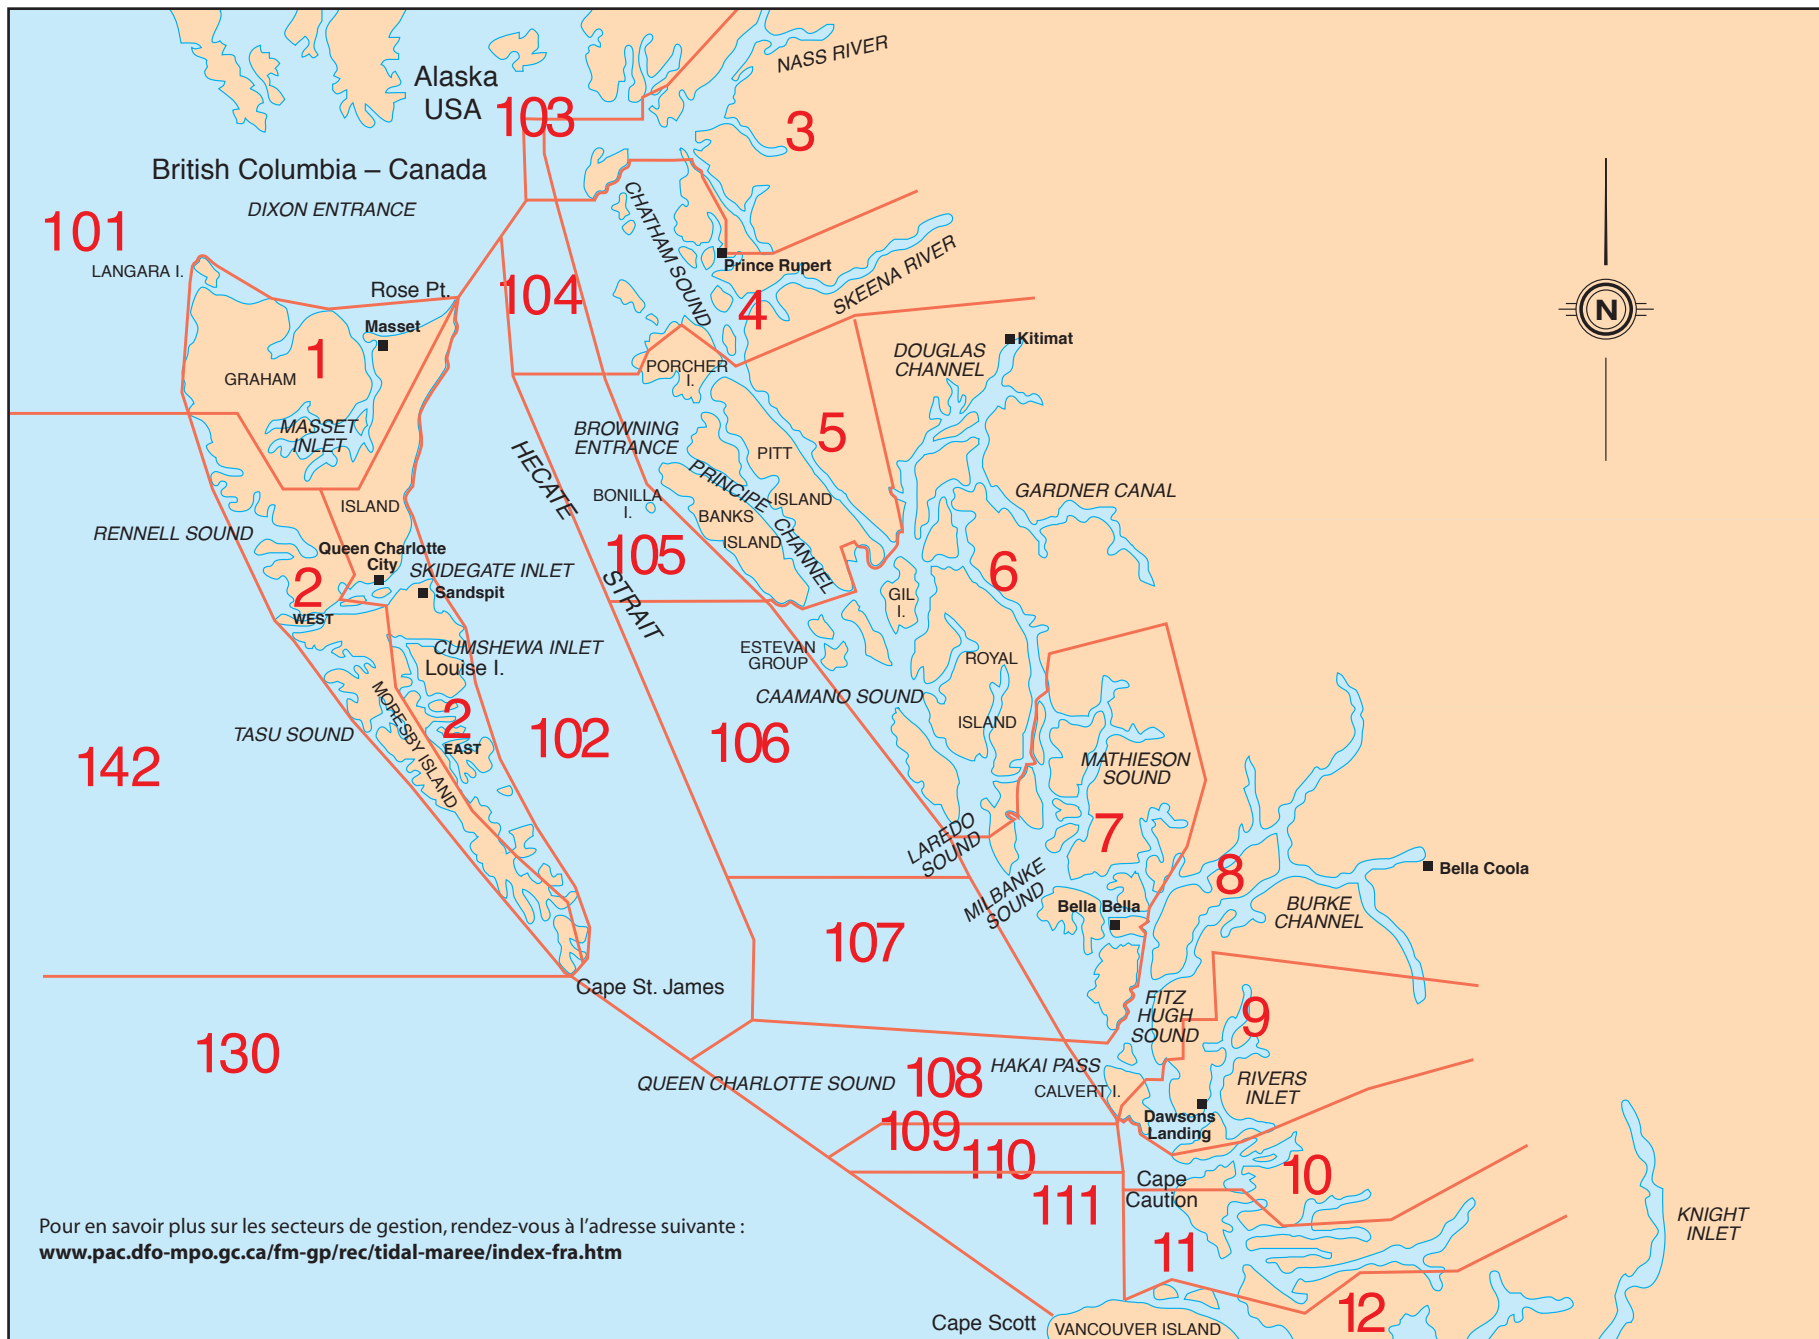 NASS RIVER
Alaska
USA
103
3
British Columbia – Canada
DIXON ENTRANCE
101
LANGARA I.
CHATHAM SOUND
Prince Rupert
SKEENA RIVER
Rose Pt.
104
4
N
Masset
1
GRAHAM
PORCHER
I.
DOUGLAS
CHANNEL
Kitimat
MASSET
INLET
BROWNING
ENTRANCE
5
PITT
ISLAND
HECATE
STRAIT
PRINCIPE CHANNEL
BONILLA
I.
BANKS
ISLAND
GARDNER CANAL
ISLAND
RENNELL SOUND
Queen Charlotte
City
SKIDEGATE INLET
105
6
2
WEST
Sandspit
GIL
I.
CUMSHEWA INLET
Louise I.
ESTEVAN
GROUP
ROYAL
ISLAND
CAAMANO SOUND
MORESBY ISLAND
2
EAST
TASU SOUND
102
106
142
MATHIESON
SOUND
7
LAREDO
SOUND
8
Bella Coola
MILBANKE
SOUND
Bella Bella
BURKE
CHANNEL
107
Cape St. James
FITZ
HUGH
SOUND
9
130
QUEEN CHARLOTTE SOUND
108
HAKAI PASS
CALVERT I.
RIVERS
INLET
Dawsons
Landing
109
110
Cape
Caution
10
111
11
KNIGHT
INLET
Pour en savoir plus sur les secteurs de gestion, rendez-vous à l’adresse suivante :
www.pac.dfo-mpo.gc.ca/fm-gp/rec/tidal-maree/index-fra.htm
12
Cape Scott
VANCOUVER ISLAND